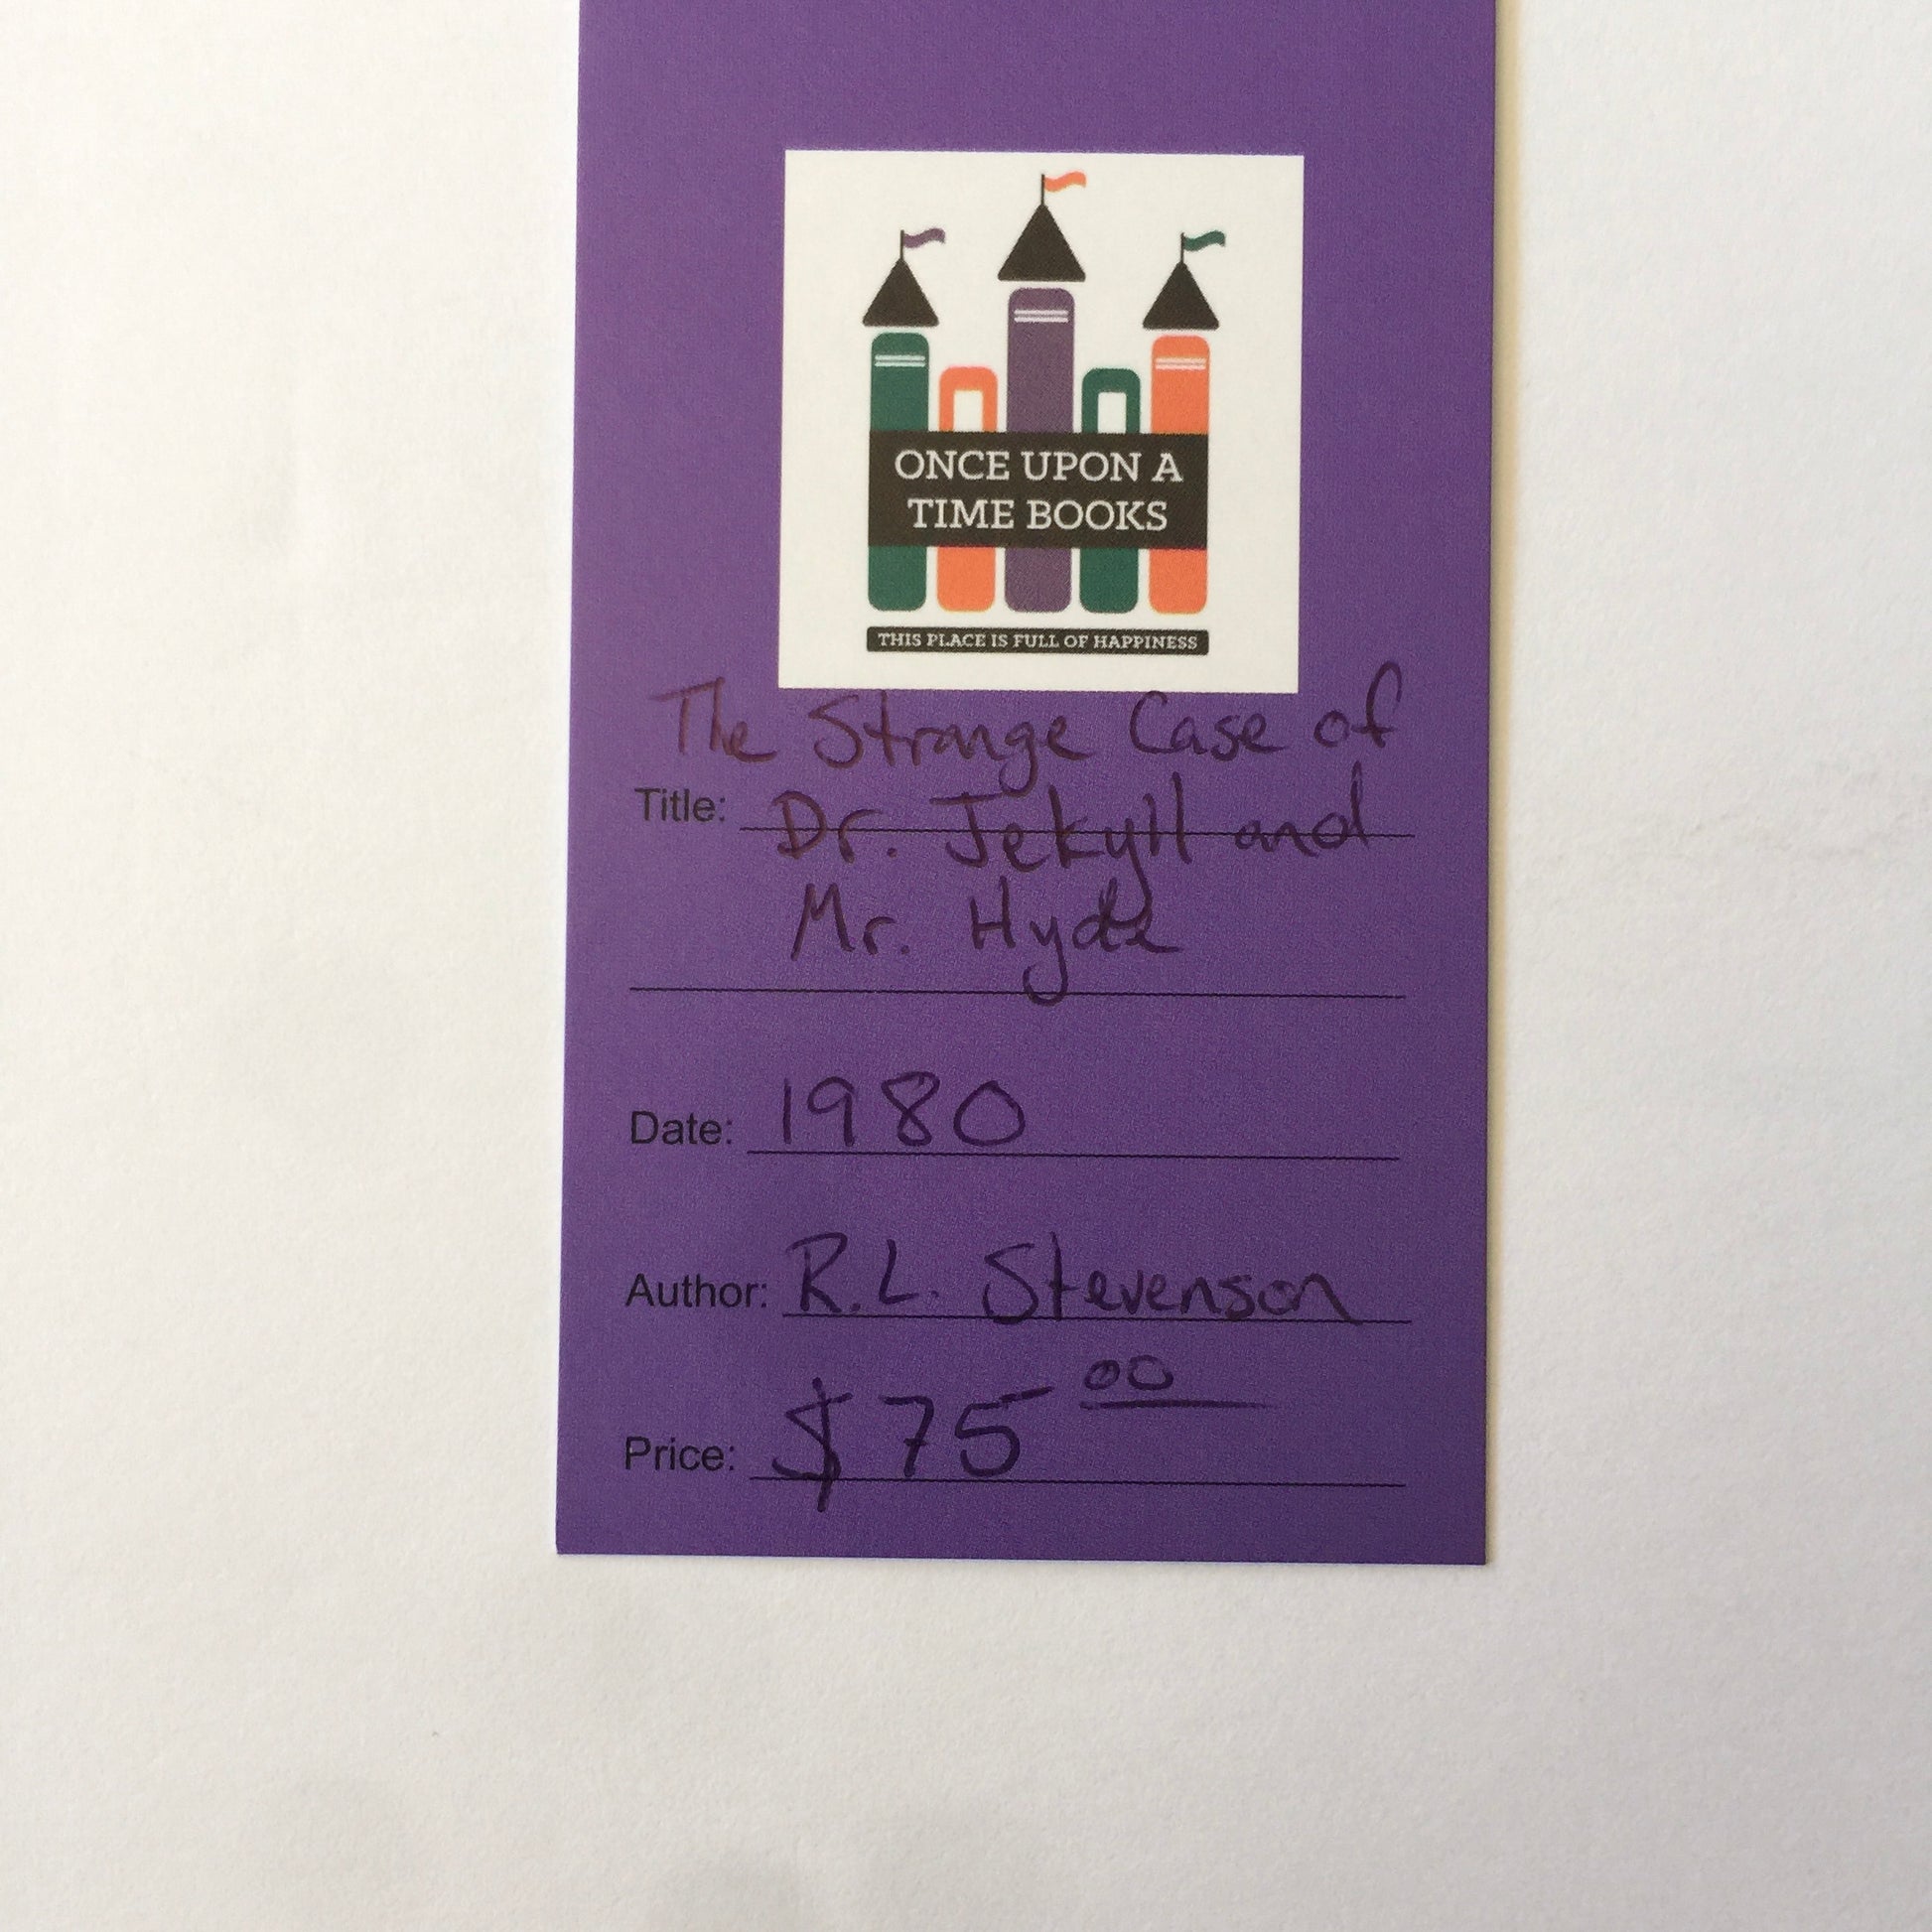 ONCE UPON A
TIME BOOKS
THIS PLACE IS FULL OF HAPPINESS
The Strange Case of
Title: Dr. Jekyll and
Mr. Hyde
Date: 1980
Author: R.L. Stevenson
Price: $75 00